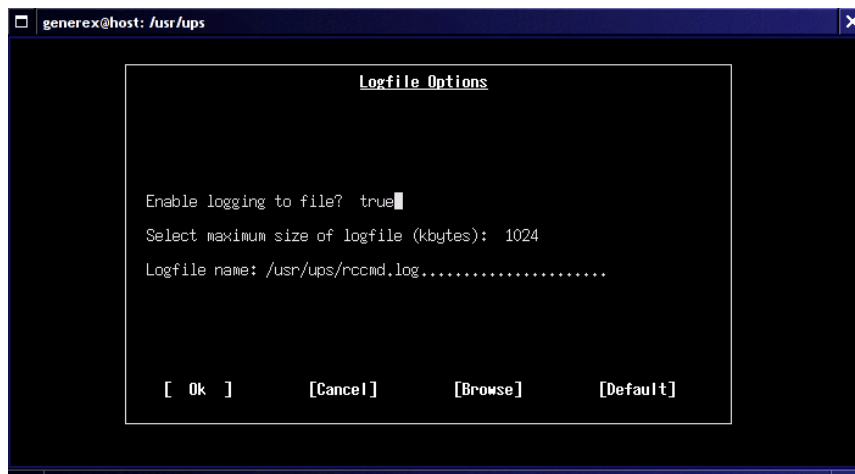 generex@host: /usr/ups
Logfile Options
Enable logging to file?  true
Select maximum size of logfile (kbytes):  1024
Logfile name: /usr/ups/rccmd.log.......................
[  Ok  ]  [Cancel]  [Browse]  [Default]